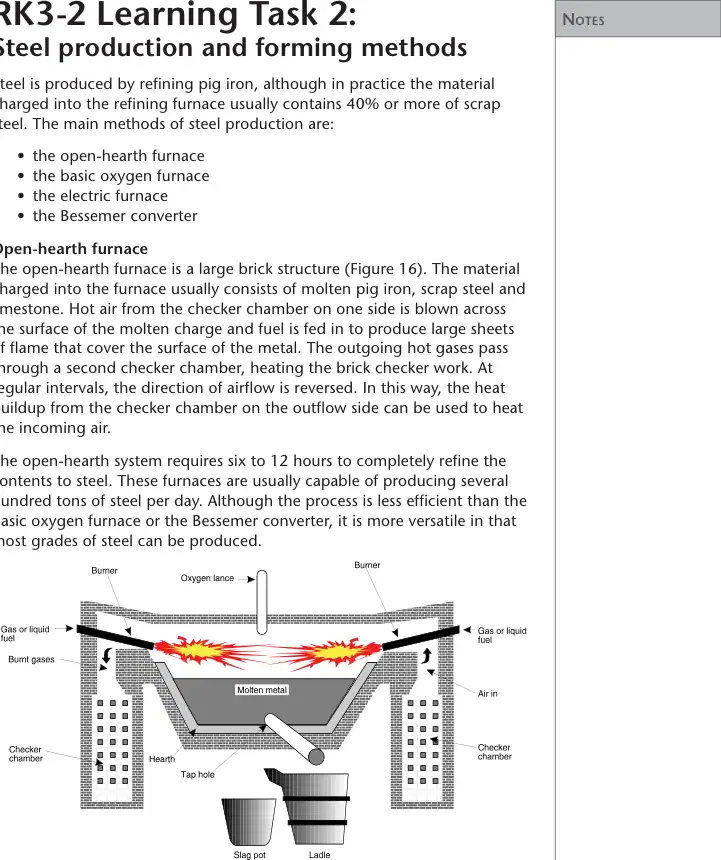 RK3-2 Learning Task 2:
Steel production and forming methods
NOTES
teel is produced by refining pig iron, although in practice the material
harged into the refining furnace usually contains 40% or more of scrap
teel. The main methods of steel production are:
• the open-hearth furnace
• the basic oxygen furnace
• the electric furnace
• the Bessemer converter
Open-hearth furnace
he open-hearth furnace is a large brick structure (Figure 16). The material
harged into the furnace usually consists of molten pig iron, scrap steel and
mestone. Hot air from the checker chamber on one side is blown across
he surface of the molten charge and fuel is fed in to produce large sheets
f flame that cover the surface of the metal. The outgoing hot gases pass
hrough a second checker chamber, heating the brick checker work. At
egular intervals, the direction of airflow is reversed. In this way, the heat
uildup from the checker chamber on the outflow side can be used to heat
he incoming air.
he open-hearth system requires six to 12 hours to completely refine the
ontents to steel. These furnaces are usually capable of producing several
undred tons of steel per day. Although the process is less efficient than the
asic oxygen furnace or the Bessemer converter, it is more versatile in that
most grades of steel can be produced.
Burner
Oxygen lance
Burner
Gas or liquid
fuel
Gas or liquid
fuel
Burnt gases
Molten metal
Air in
Checker
chamber
Hearth
Checker
chamber
Tap hole
Slag pot
Ladle